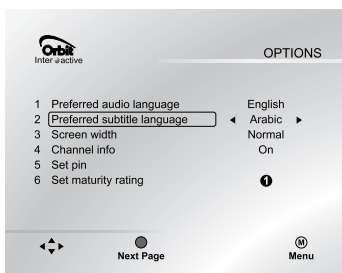 Orbit
Inter active
OPTIONS
1 Preferred audio language English
2 Preferred subtitle language Arabic
3 Screen width Normal
4 Channel info On
5 Set pin
6 Set maturity rating 1
Next Page
M
Menu